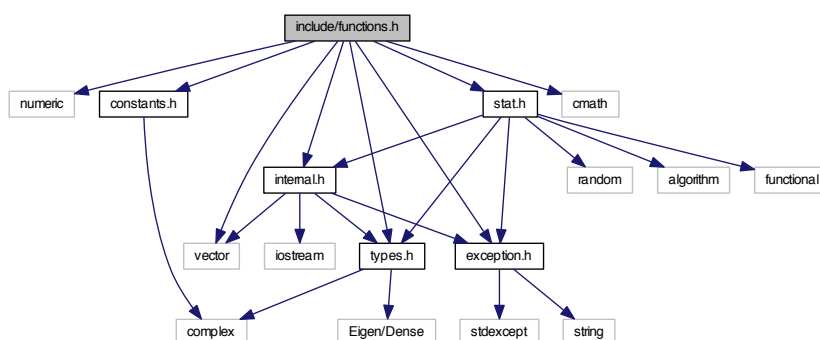 include/functions.h
numeric
constants.h
stat.h
cmath
internal.h
random
algorithm
functional
vector
iostream
types.h
exception.h
complex
Eigen/Dense
stdexcept
string